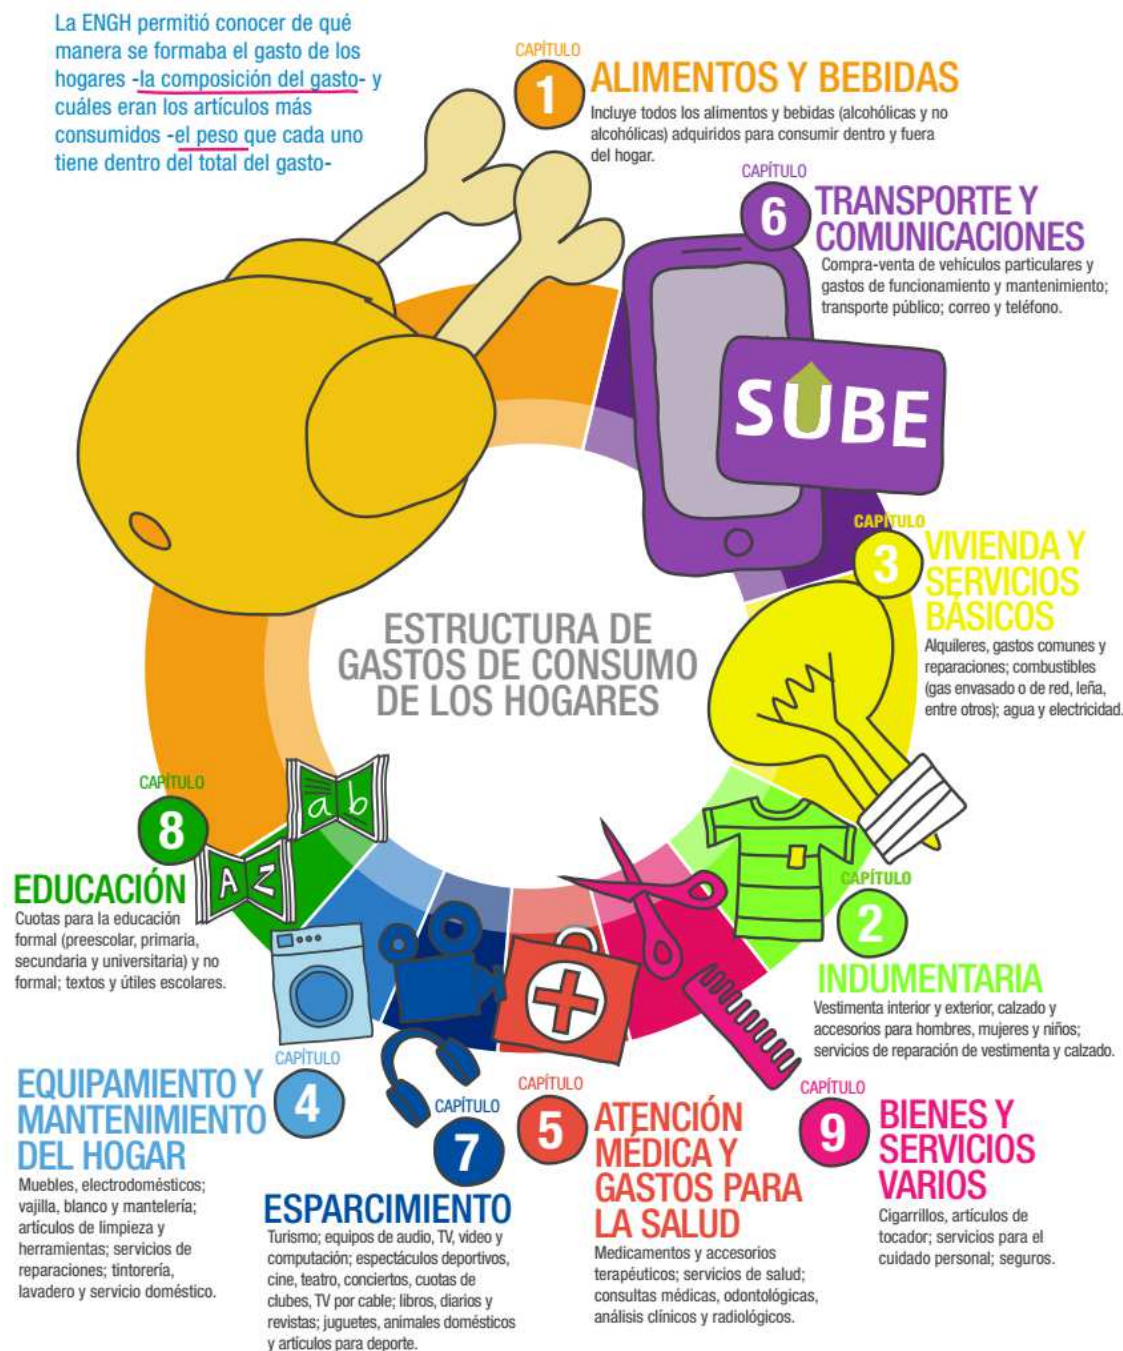 La ENGH permitió conocer de qué
manera se formaba el gasto de los
hogares -la composición del gasto- y
cuáles eran los artículos más
consumidos -el peso que cada uno
tiene dentro del total del gasto-
CAPÍTULO
1
ALIMENTOS Y BEBIDAS
Incluye todos los alimentos y bebidas (alcohólicas y no
alcohólicas) adquiridos para consumir dentro y fuera
del hogar.
CAPÍTULO
6
TRANSPORTE Y
COMUNICACIONES
Compra-venta de vehículos particulares y
gastos de funcionamiento y mantenimiento;
transporte público; correo y teléfono.
SUBE
CAPÍTULO
3
VIVIENDA Y
SERVICIOS
BÁSICOS
Alquileres, gastos comunes y
reparaciones; combustibles
(gas envasado o de red, leña,
entre otros); agua y electricidad.
ESTRUCTURA DE
GASTOS DE CONSUMO
DE LOS HOGARES
CAPÍTULO
2
INDUMENTARIA
Vestimenta interior y exterior, calzado y
accesorios para hombres, mujeres y niños;
servicios de reparación de vestimenta y calzado.
CAPÍTULO
8
a b
A Z
EDUCACIÓN
Cuotas para la educación
formal (preescolar, primaria,
secundaria y universitaria) y no
formal; textos y útiles escolares.
CAPÍTULO
4
EQUIPAMIENTO Y
MANTENIMIENTO
DEL HOGAR
Muebles, electrodomésticos;
vajilla, blanco y mantelería;
artículos de limpieza y
herramientas; servicios de
reparaciones; tintorería,
lavadero y servicio doméstico.
CAPÍTULO
7
ESPARCIMIENTO
Turismo; equipos de audio, TV, video y
computación; espectáculos deportivos,
cine, teatro, conciertos, cuotas de
clubes, TV por cable; libros, diarios y
revistas; juguetes, animales domésticos
y artículos para deporte.
CAPÍTULO
5
ATENCIÓN
MÉDICA Y
GASTOS PARA
LA SALUD
Medicamentos y accesorios
terapéuticos; servicios de salud;
consultas médicas, odontológicas,
análisis clínicos y radiológicos.
CAPÍTULO
9
BIENES Y
SERVICIOS
VARIOS
Cigarrillos, artículos de
tocador; servicios para el
cuidado personal; seguros.